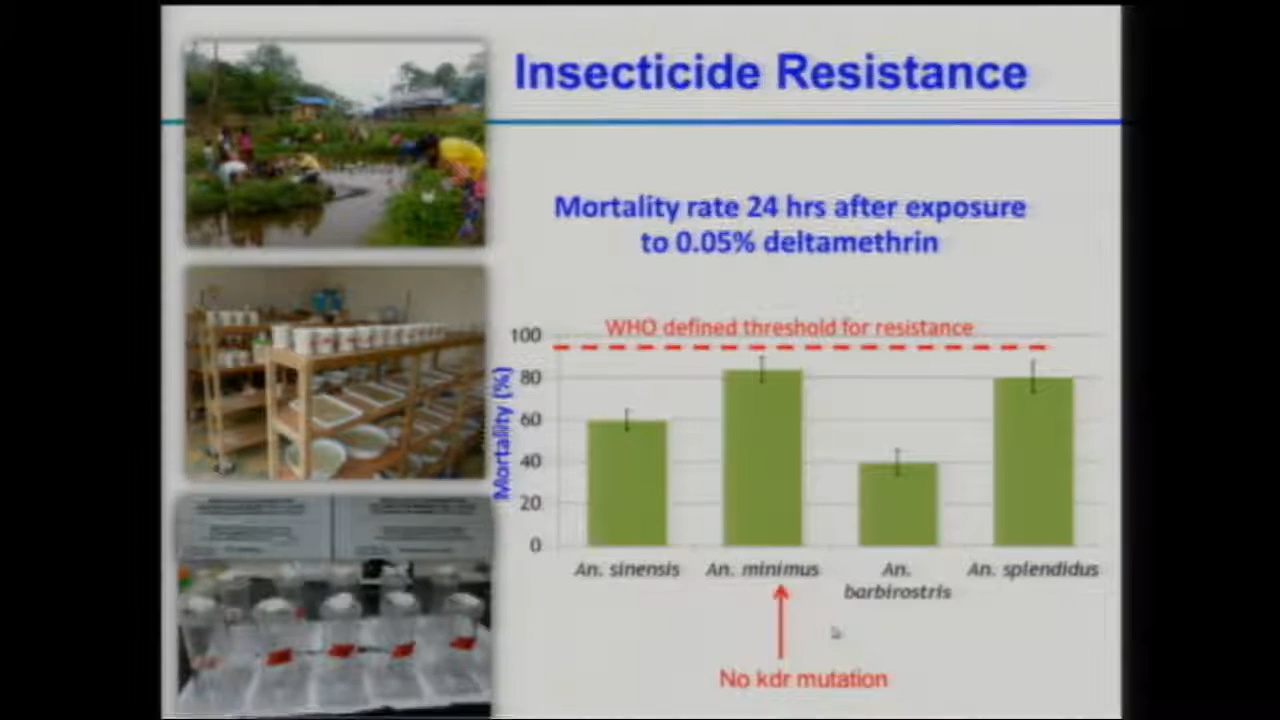 Insecticide Resistance
Mortality rate 24 hrs after exposure
to 0.05% deltamethrin
WHO defined threshold for resistance
Mortality (%)
100
80
60
40
20
0
An. sinensis
An. minimus
An.
barbirostris
An. splendidus
No kdr mutation